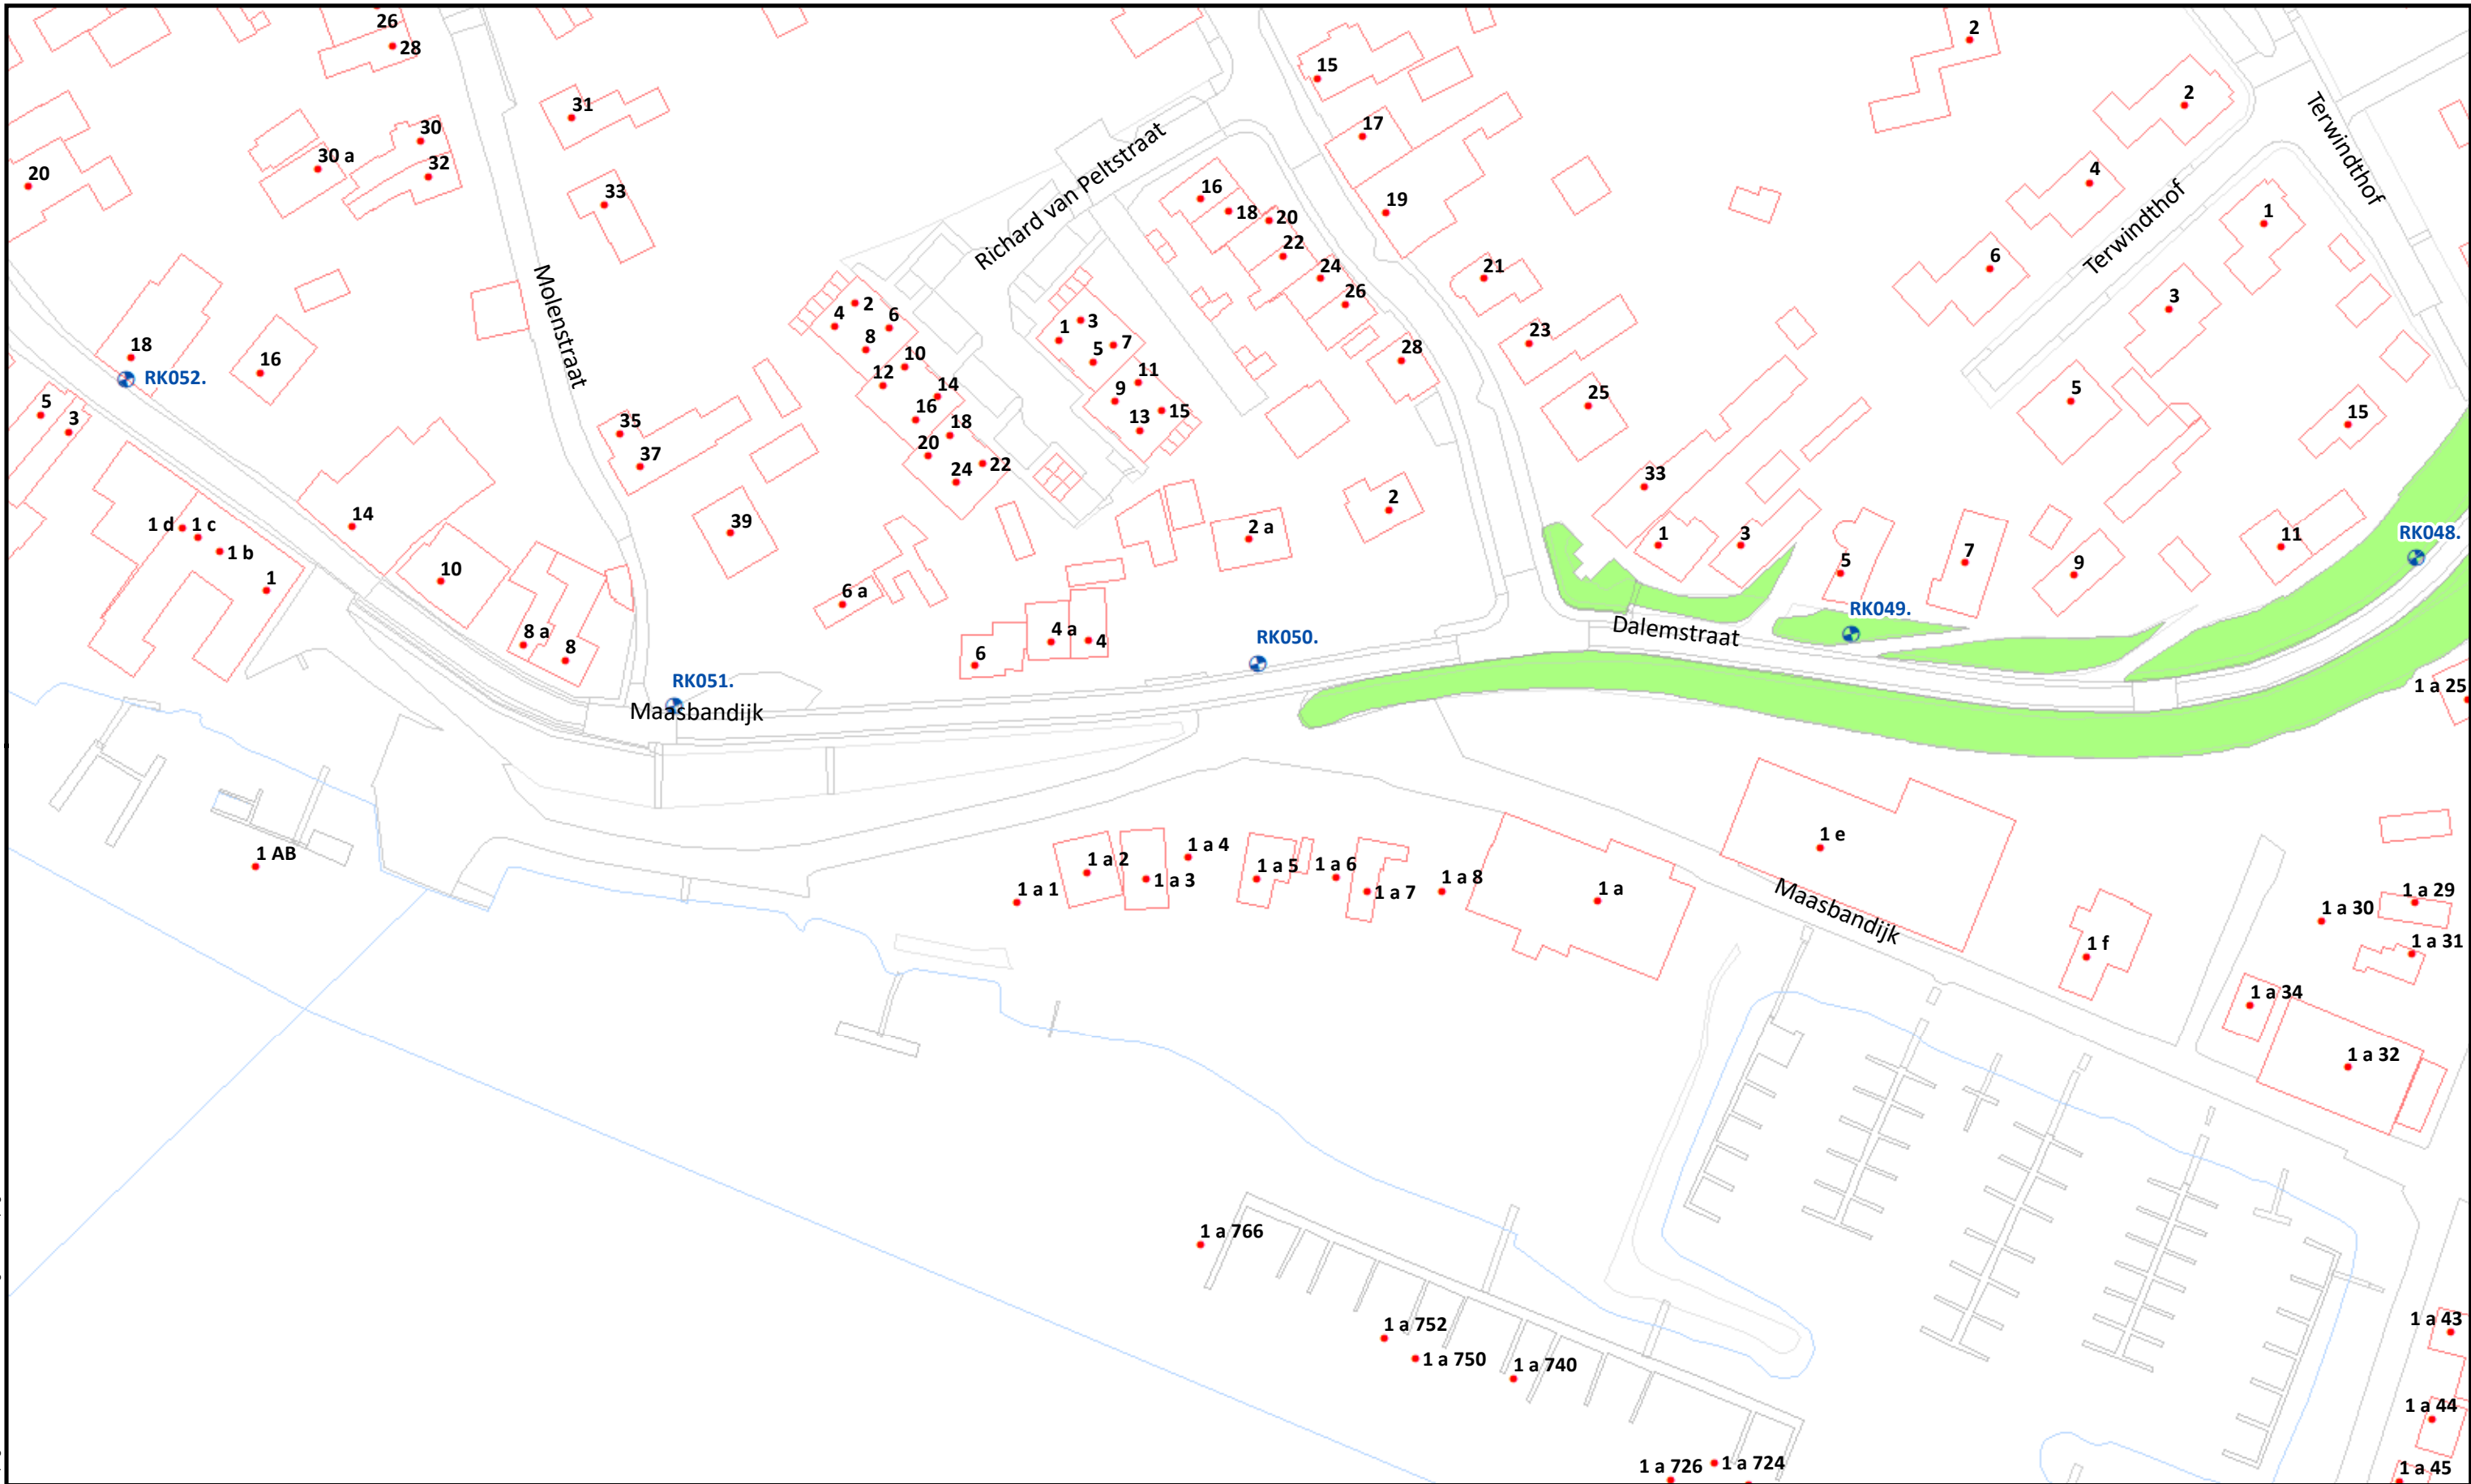 26
28
31
30
30 a
32
20
33
Molenstraat
18
16
RK052.
5
3
35
37
39
14
1 d
1 c
1 b
1
10
8 a
8
RK051.
Maasbandijk
15
17
19
Richard van Peltstraat
16
18
20
22
24
26
28
21
23
25
33
2
4
6
8
10
12
14
16
18
20
22
24
1
3
5
7
9
11
13
15
2 a
2
6 a
6
4 a
4
RK050.
2
2
4
6
Terwindthof
Terwindthof
1
3
5
15
11
1
3
5
7
9
RK048.
RK049.
Dalemstraat
1 a 25
1 AB
1 a 1
1 a 2
1 a 3
1 a 4
1 a 5
1 a 6
1 a 7
1 a 8
1 a
1 e
Maasbandijk
1 f
1 a 29
1 a 30
1 a 31
1 a 34
1 a 32
1 a 766
1 a 752
1 a 750
1 a 740
1 a 726
1 a 724
1 a 43
1 a 44
1 a 45